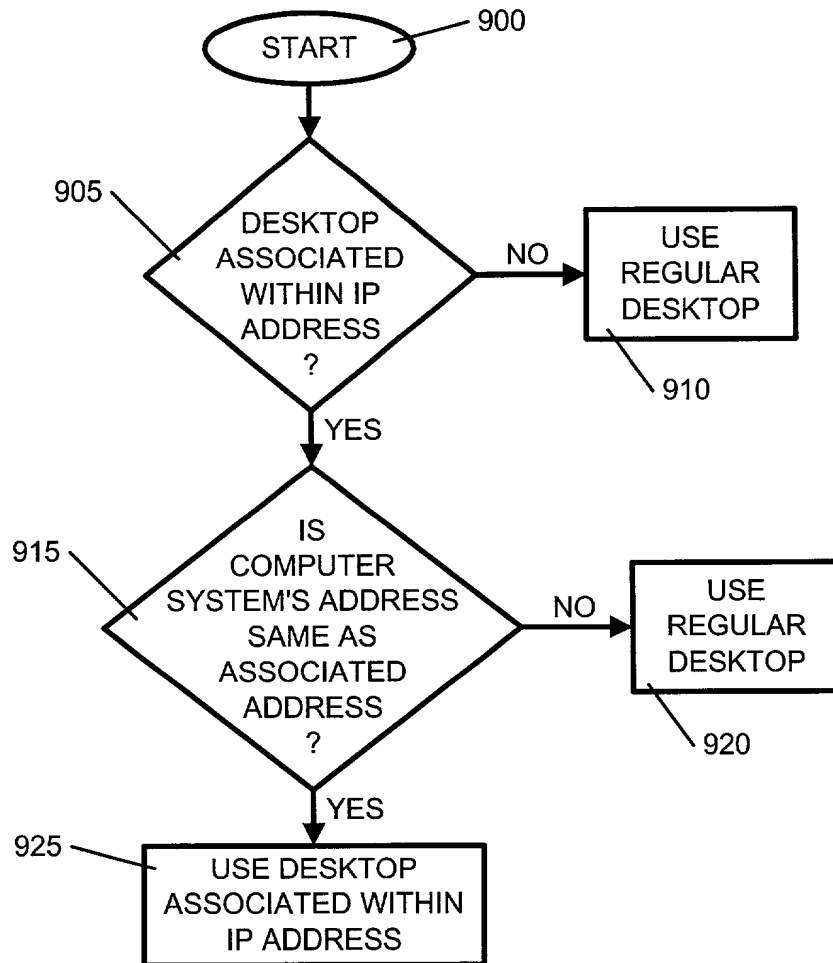 900
START
905
DESKTOP
ASSOCIATED
WITHIN IP
ADDRESS
?
NO
USE
REGULAR
DESKTOP
910
YES
915
IS
COMPUTER
SYSTEM'S ADDRESS
SAME AS
ASSOCIATED
ADDRESS
?
NO
USE
REGULAR
DESKTOP
920
YES
925
USE DESKTOP
ASSOCIATED WITHIN
IP ADDRESS